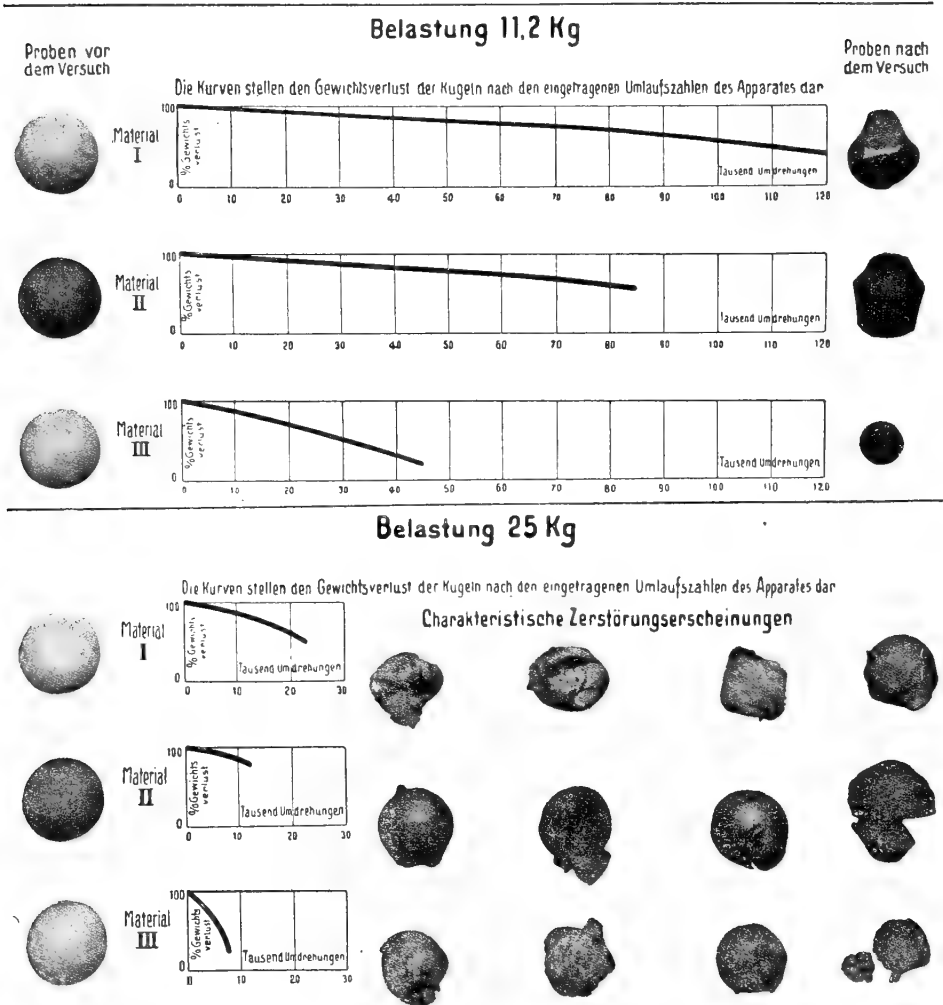 Belastung 11,2 Kg
Proben vor
dem Versuch
Proben nach
dem Versuch
Die Kurven stellen den Gewichtsverlust der Kugeln nach den eingetragenen Umlaufszahlen des Apparates dar
Material
I
100
0
% Gewichts
verlust
Tausend Umdrehungen
0 10 20 30 40 50 60 70 80 90 100 110 120
Material
II
100
0
% Gewichts
verlust
Tausend Umdrehungen
0 10 20 30 40 50 60 70 80 90 100 110 120
Material
III
100
0
% Gewichts
verlust
Tausend Umdrehungen
0 10 20 30 40 50 60 70 80 90 100 110 120
Belastung 25 Kg
Die Kurven stellen den Gewichtsverlust der Kugeln nach den eingetragenen Umlaufszahlen des Apparates dar
Charakteristische Zerstörungserscheinungen
Material
I
100
0
% Gewichts
verlust
Tausend Umdrehungen
0 10 20 30
Material
II
100
0
% Gewichts
verlust
Tausend Umdrehungen
0 10 20 30
Material
III
100
0
% Gewichts
verlust
Tausend Umdrehungen
0 10 20 30